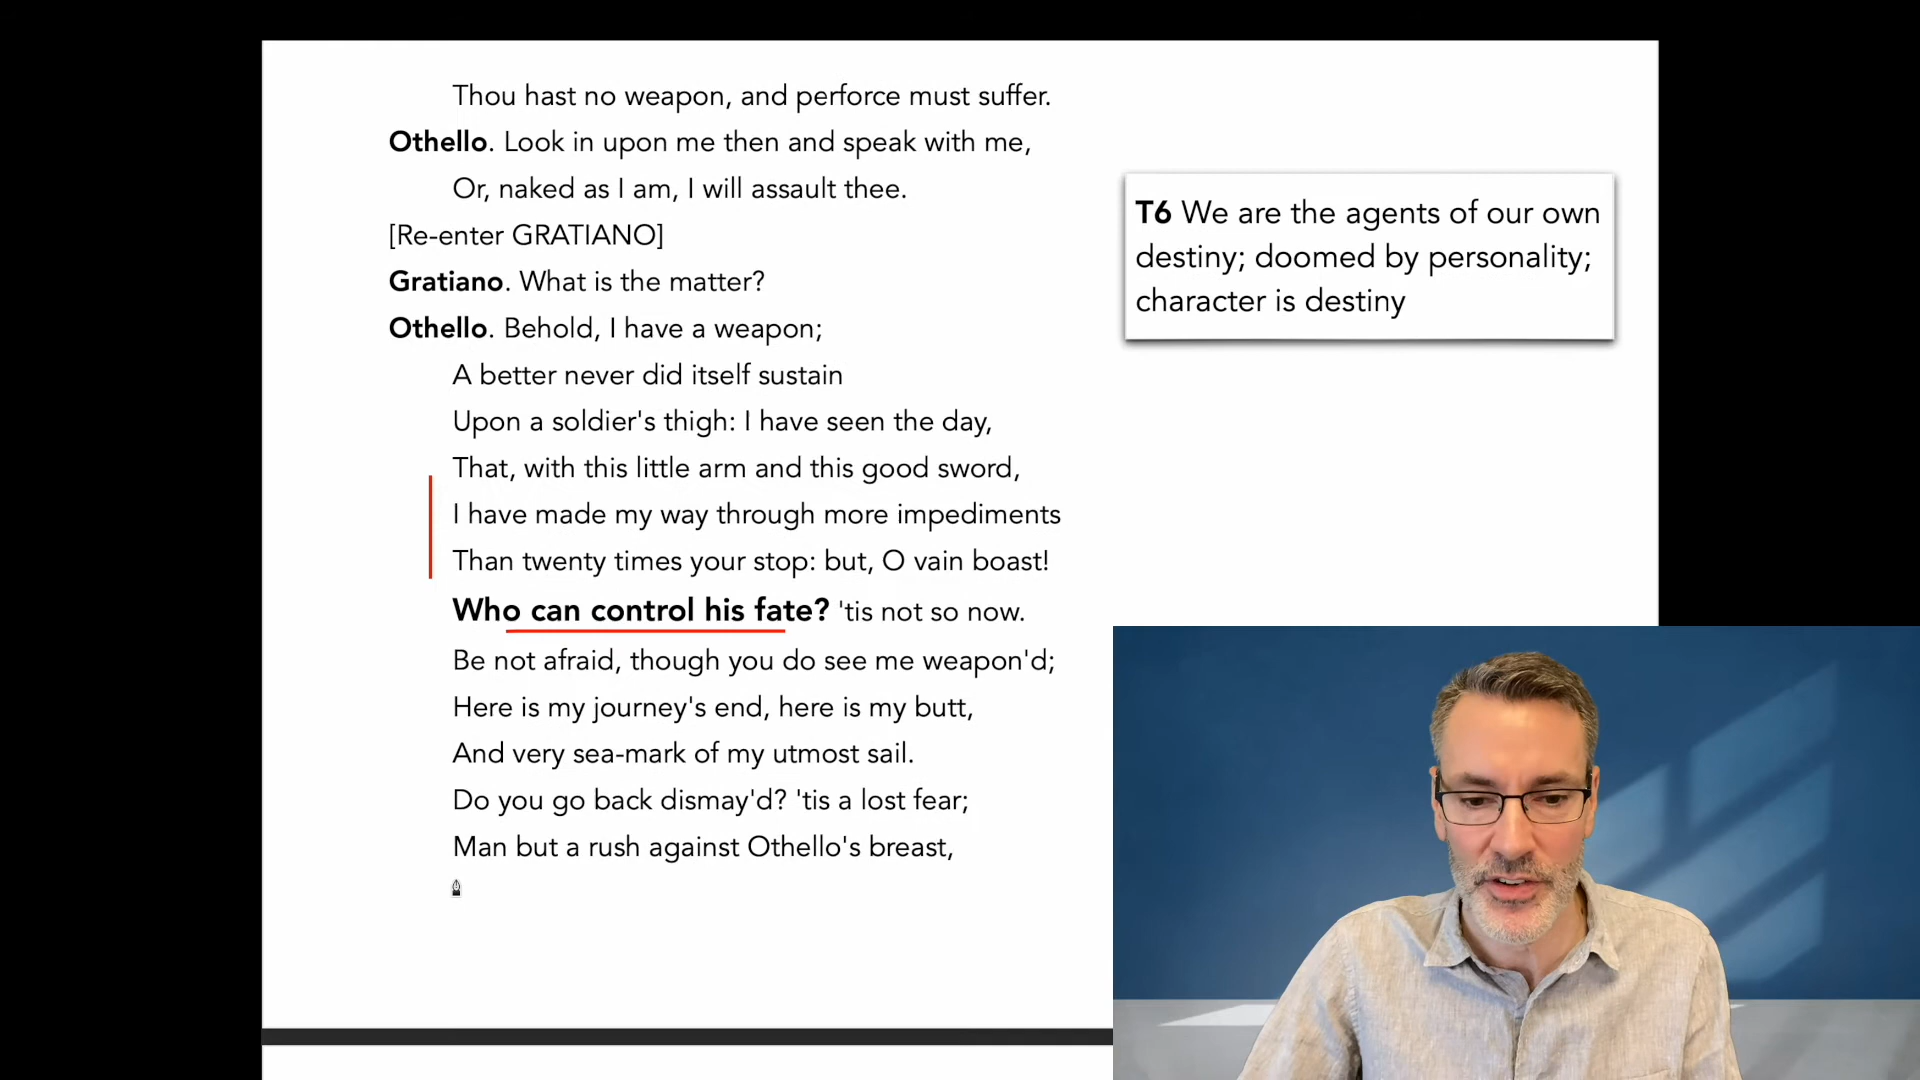 Thou hast no weapon, and perforce must suffer.
Othello. Look in upon me then and speak with me,
Or, naked as I am, I will assault thee.
[Re-enter GRATIANO]
Gratiano. What is the matter?
Othello. Behold, I have a weapon;
A better never did itself sustain
Upon a soldier's thigh: I have seen the day,
That, with this little arm and this good sword,
I have made my way through more impediments
Than twenty times your stop: but, O vain boast!
Who can control his fate? 'tis not so now.
Be not afraid, though you do see me weapon'd;
Here is my journey's end, here is my butt,
And very sea-mark of my utmost sail.
Do you go back dismay'd? 'tis a lost fear;
Man but a rush against Othello's breast,
T6 We are the agents of our own
destiny; doomed by personality;
character is destiny